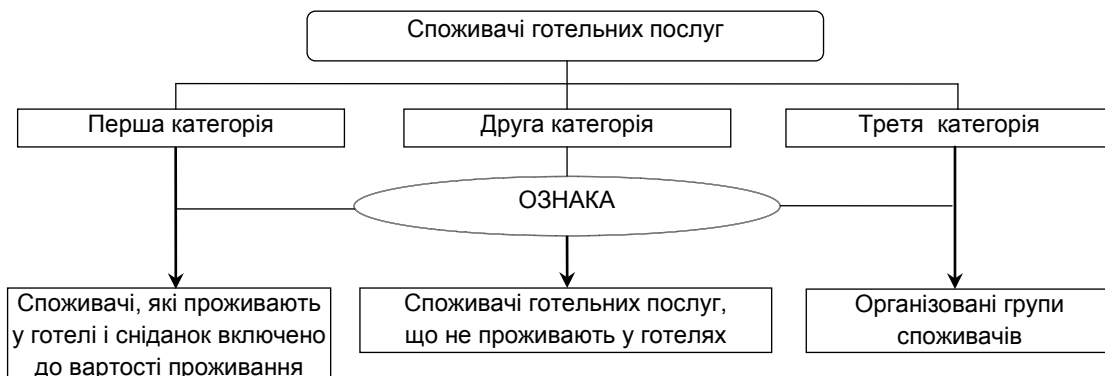 Споживачі готельних послуг
Перша категорія
Друга категорія
Третя категорія
ОЗНАКА
Споживачі, які проживають
у готелі і сніданок включено
до вартості проживання
Споживачі готельних послуг,
що не проживають у готелях
Організовані групи
споживачів